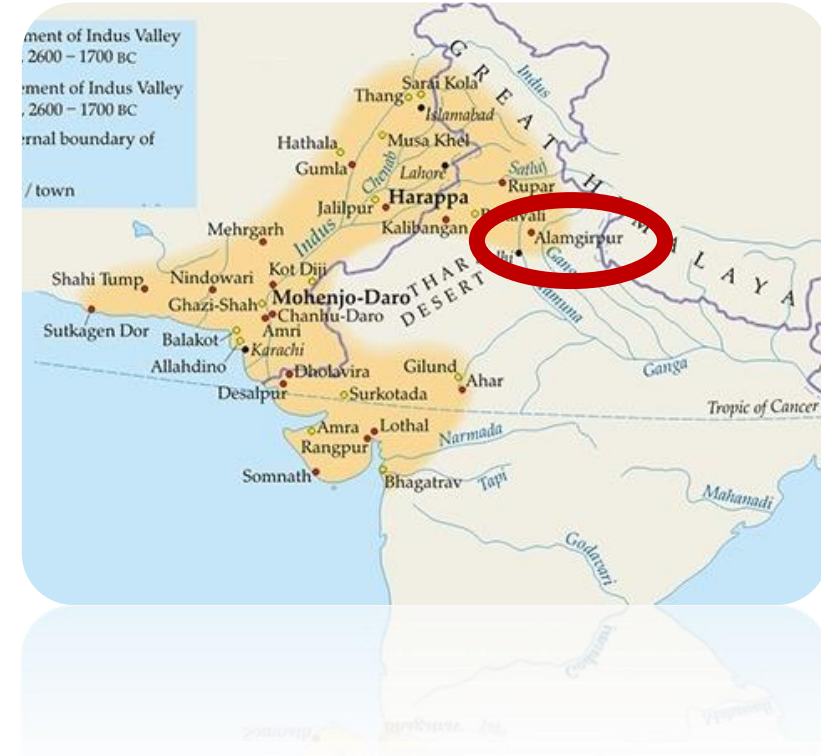 ment of Indus Valley
. 2600 – 1700 BC
ement of Indus Valley
. 2600 – 1700 BC
ernal boundary of
/ town
GREAT HIMALAYA
Indus
Sarai Kola
Thang
Islamabad
Hathala
Musa Khel
Gumla
Chenab
Lahore
Satluj
Rupar
Jalilpur
Harappa
Kalibangan
Alamgirpur
Mehrgarh
Indus
THAR
DESERT
Ganga
Yamuna
Shahi Tump
Nindowari
Kot Diji
Ghazi-Shah
Mohenjo-Daro
Chanhu-Daro
Sutkagen Dor
Balakot
Amri
Karachi
Allahdino
Dholavira
Gilund
Ahar
Ganga
Desalpur
Surkotada
Tropic of Cancer
Amra
Lothal
Narmada
Rangpur
Somnath
Bhagatrav
Tapi
Mahanadi
Godavari